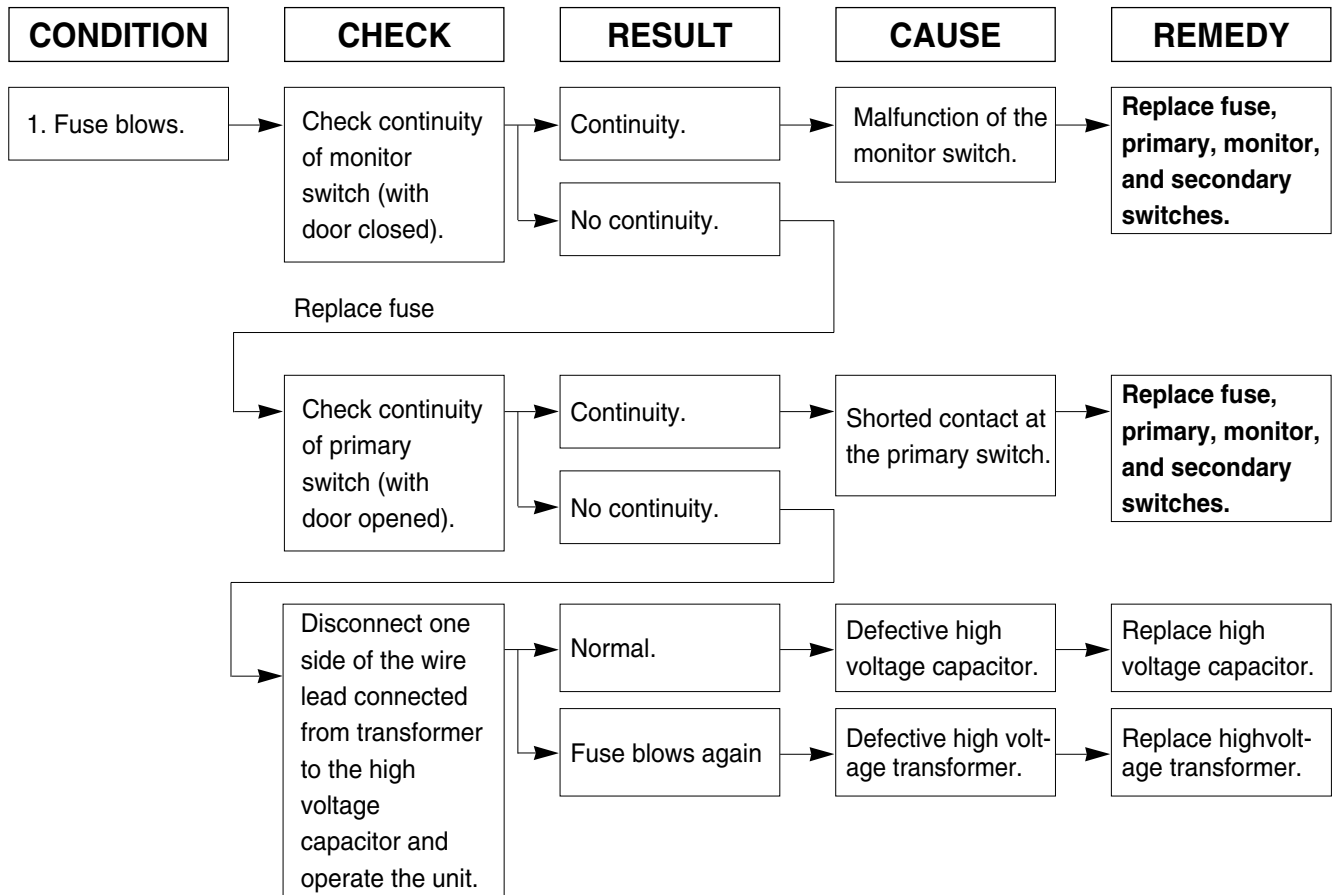 CONDITION
CHECK
RESULT
CAUSE
REMEDY
1. Fuse blows.
Check continuity
of monitor
switch (with
door closed).
Continuity.
Malfunction of the
monitor switch.
Replace fuse,
primary, monitor,
and secondary
switches.
No continuity.
Replace fuse
Check continuity
of primary
switch (with
door opened).
Continuity.
Shorted contact at
the primary switch.
Replace fuse,
primary, monitor,
and secondary
switches.
No continuity.
Disconnect one
side of the wire
lead connected
from transformer
to the high
voltage
capacitor and
operate the unit.
Normal.
Defective high
voltage capacitor.
Replace high
voltage capacitor.
Fuse blows again
Defective high volt-
age transformer.
Replace highvolt-
age transformer.